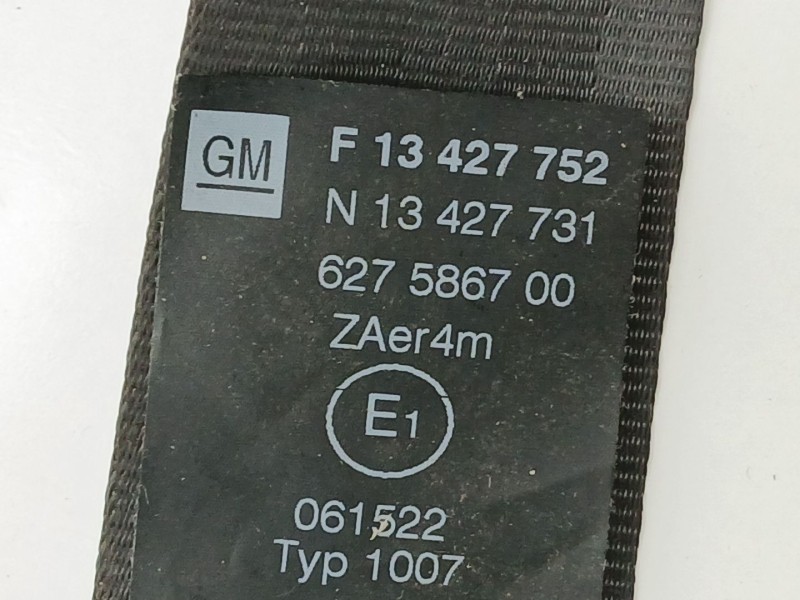 GM
F 13 427 752
N 13 427 731
627 5867 00
ZAer4m
E1
061522
Typ 1007